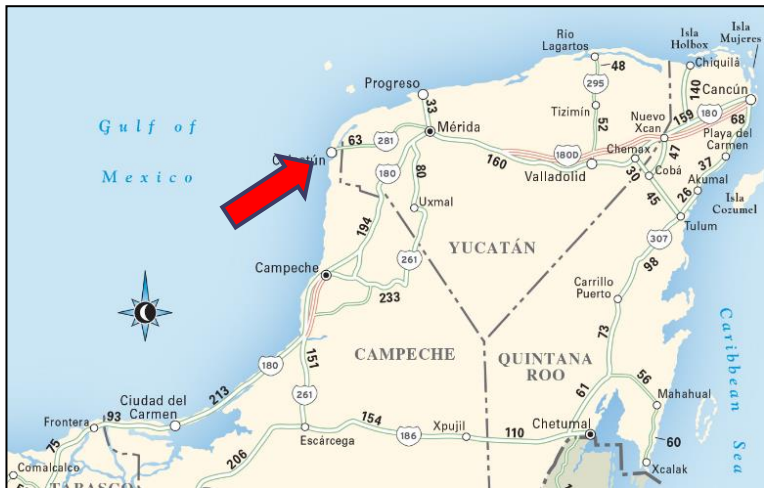 Isla
Mujeres
Isla
Holbox
Chiquilá
Rio
Lagartos
48
295
140
Cancún
Progreso
33
Tizimín
52
Nuevo
Xcan
159
180
68
Gulf of
Mexico
Mérida
63
281
180
80
160
180D
Valladolid
Chemax
30
47
Cobá
45
Playa del
Carmen
37
Akumal
26
Isla
Cozumel
Tulum
Uxmal
194
YUCATÁN
261
307
98
Campeche
233
Carrillo
Puerto
73
151
CAMPECHE
QUINTANA
ROO
Caribbean
Sea
180
213
261
61
56
Mahahual
Ciudad del
Carmen
93
Frontera
75
Escárcega
154
186
Xpujil
110
Chetumal
60
Xcalak
206
Comalcalco
TABASCO